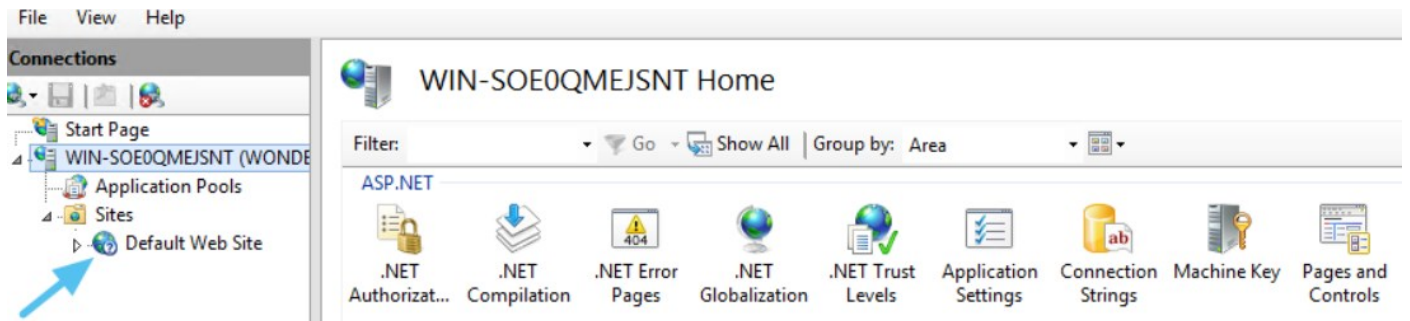 File View Help
Connections
Start Page
WIN-SOE0QMEJSNT (WONDE
Application Pools
Sites
Default Web Site
WIN-SOE0QMEJSNT Home
Filter: Go Show All Group by: Area
ASP.NET
.NET Authorizat...
.NET Compilation
404
.NET Error Pages
.NET Globalization
.NET Trust Levels
Application Settings
ab
Connection Strings
Machine Key
Pages and Controls